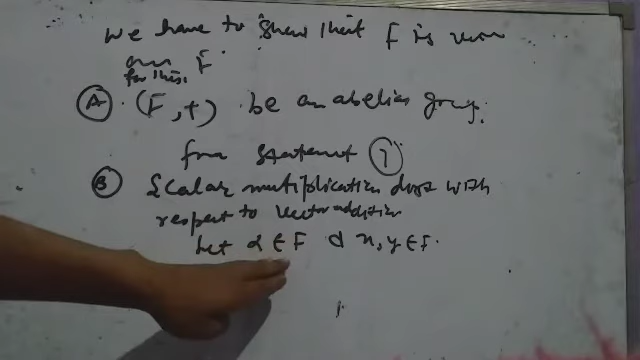 We have to show that F is
over F
for this,
(A) . (F, +) be an abelian group.
from statement (1)
(B) Scalar multiplication dist with
respect to vector addition
Let α ∈ F & x, y ∈ F.